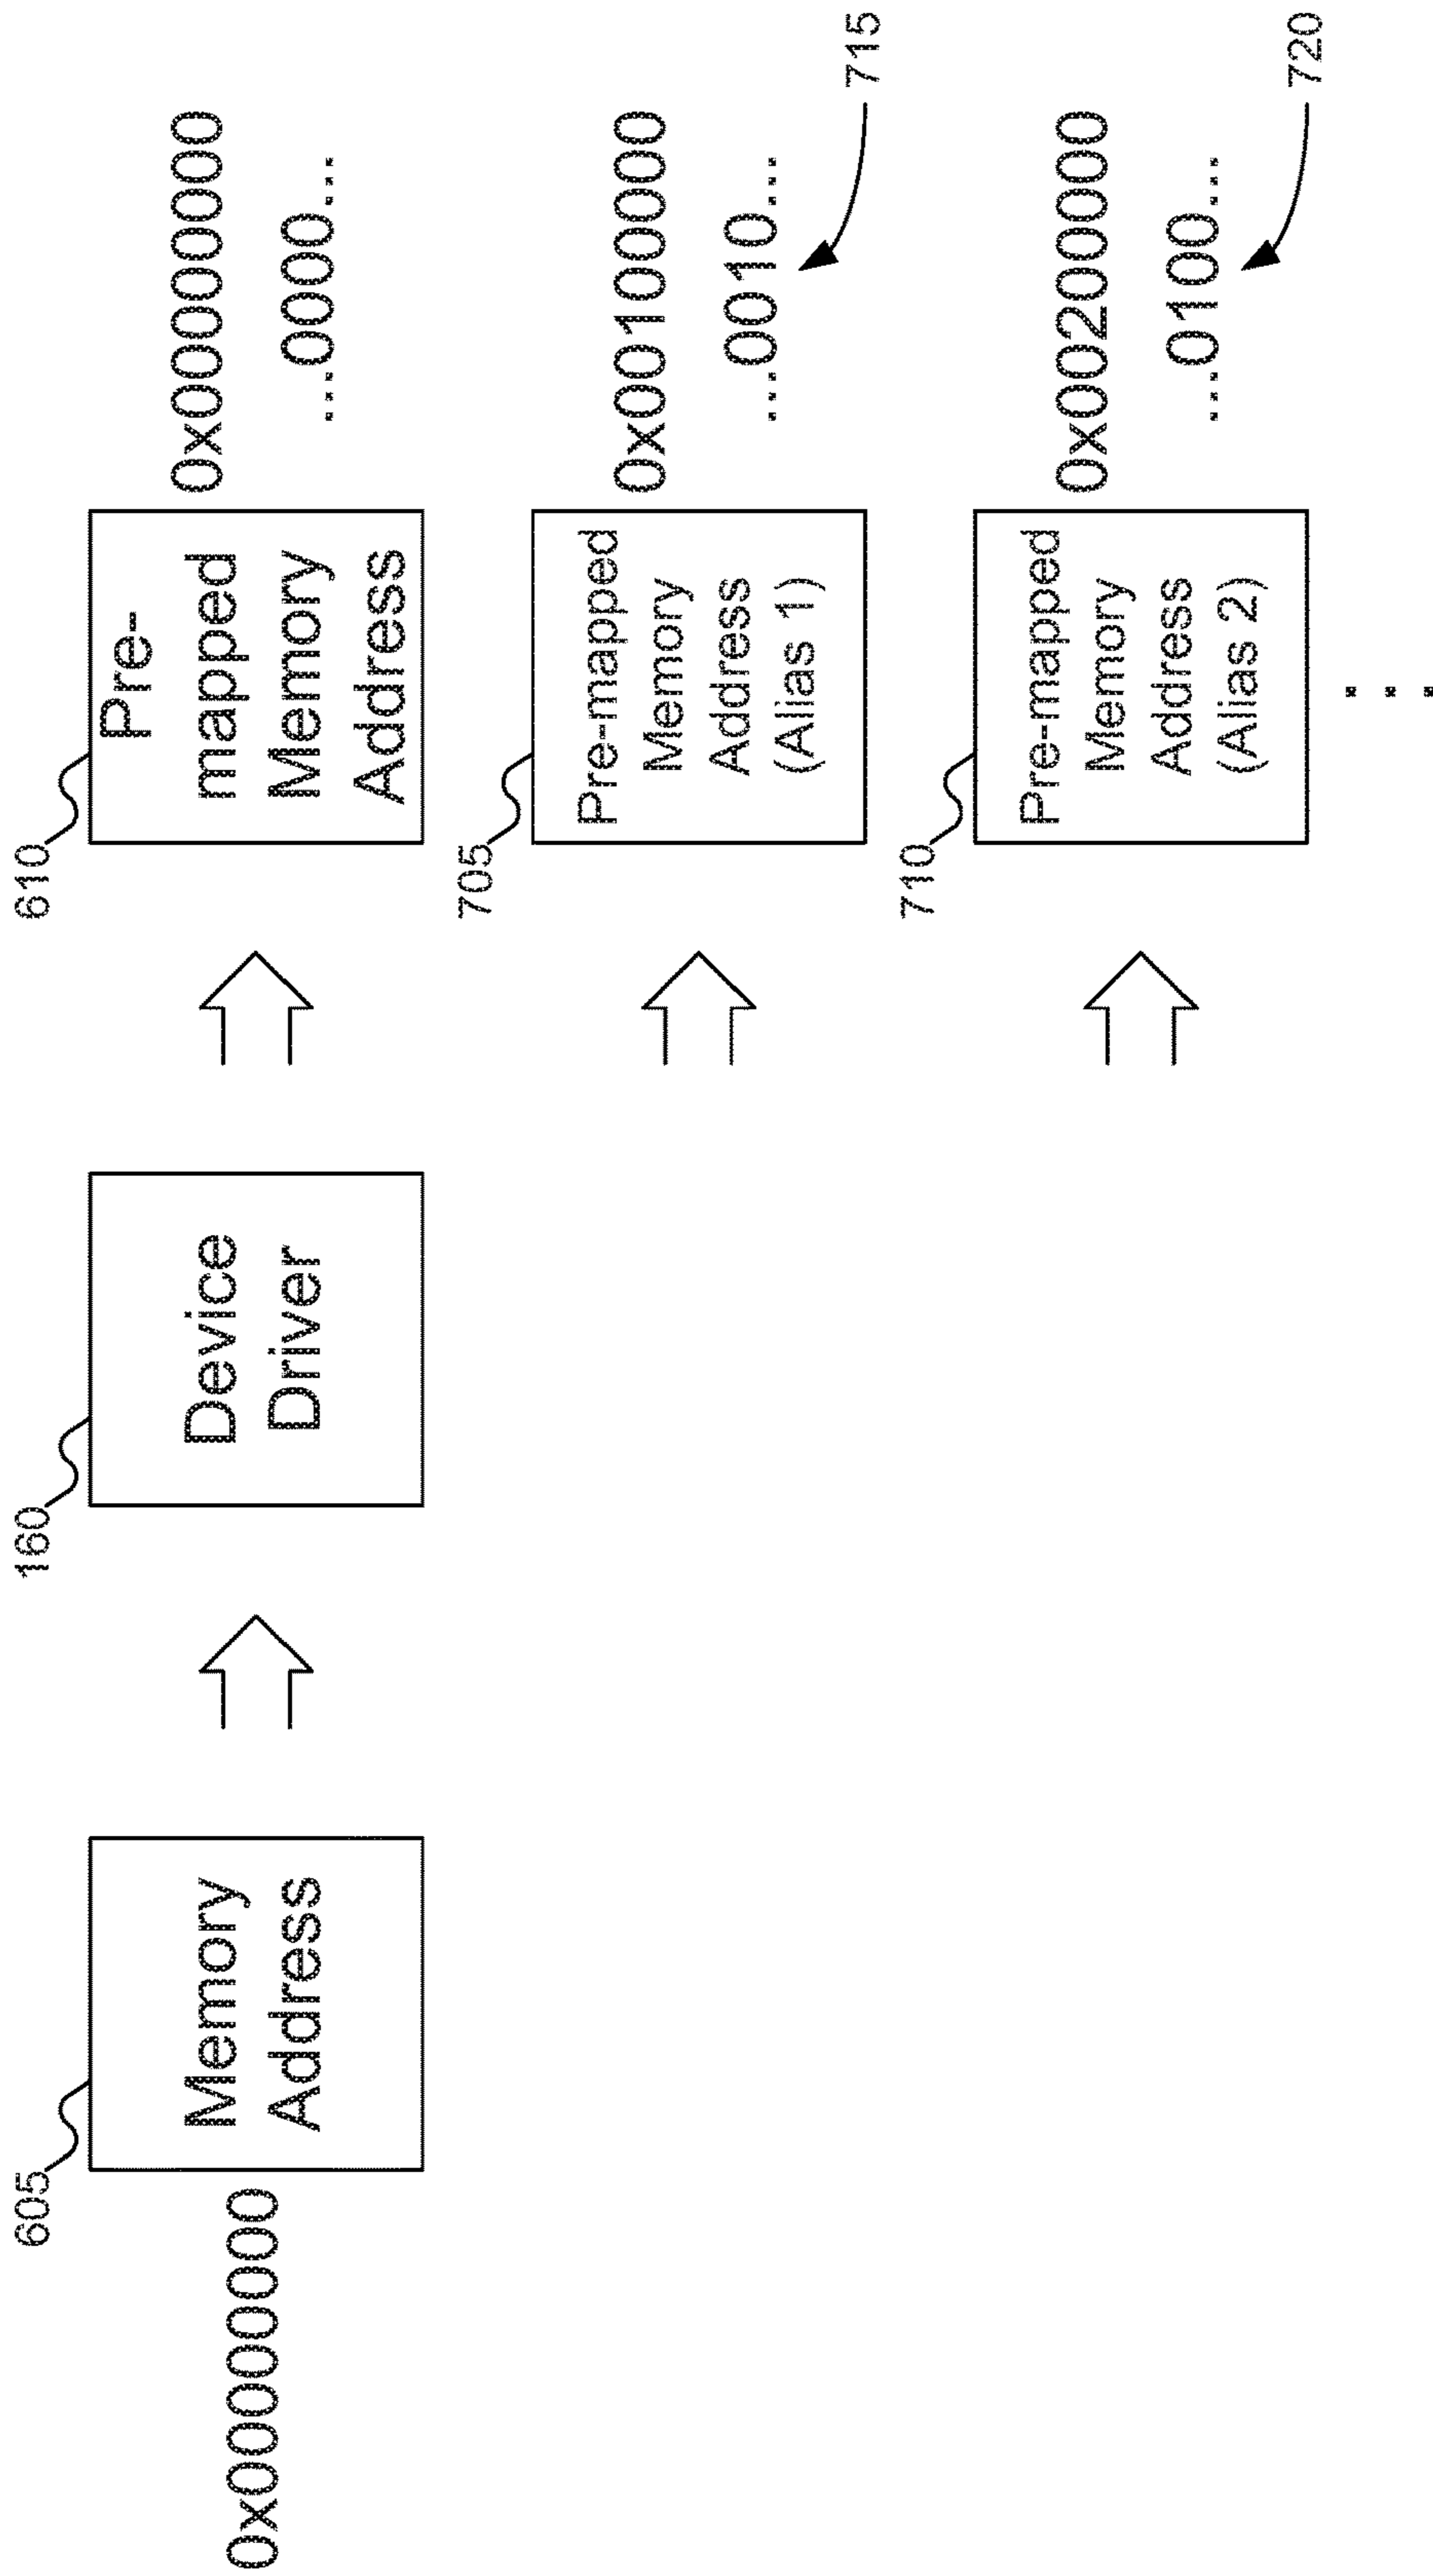 605
0x00000000
Memory
Address
160
Device
Driver
610
Pre-
mapped
Memory
Address
0x00000000
...0000...
705
Pre-mapped
Memory
Address
(Alias 1)
0x00100000
...0010...
715
710
Pre-mapped
Memory
Address
(Alias 2)
0x00200000
...0100...
720